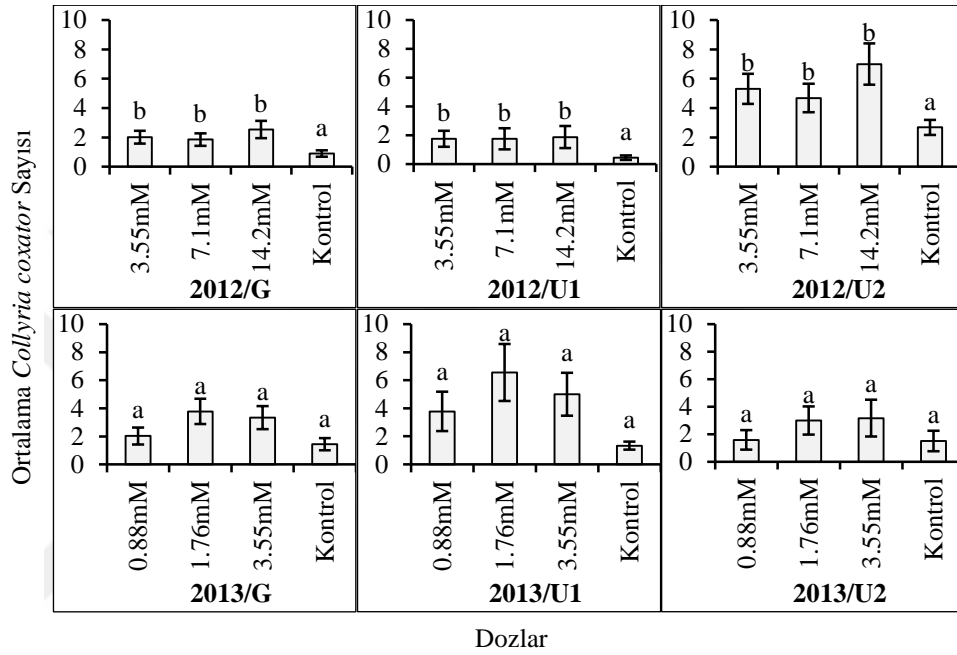 Ortalama Collyria coxator Sayısı
10
8
6
4
2
0
b
b
b
a
3.55mM
7.1mM
14.2mM
Kontrol
2012/G
10
8
6
4
2
0
b
b
b
a
3.55mM
7.1mM
14.2mM
Kontrol
2012/U1
10
8
6
4
2
0
b
b
b
a
3.55mM
7.1mM
14.2mM
Kontrol
2012/U2
10
8
6
4
2
0
a
a
a
a
0.88mM
1.76mM
3.55mM
Kontrol
2013/G
10
8
6
4
2
0
a
a
a
a
0.88mM
1.76mM
3.55mM
Kontrol
2013/U1
10
8
6
4
2
0
a
a
a
a
0.88mM
1.76mM
3.55mM
Kontrol
2013/U2
Dozlar